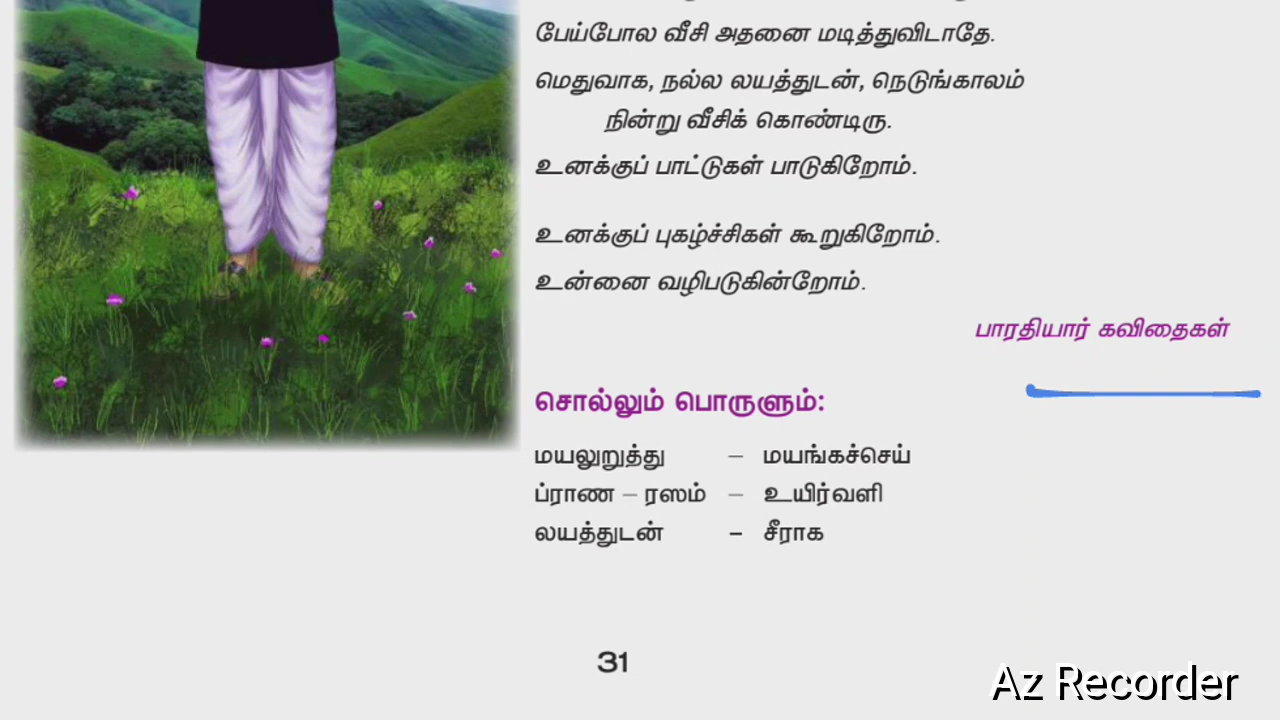 பேய்போல வீசி அதனை மடித்துவிடாதே.
மெதுவாக, நல்ல லயத்துடன், நெடுங்காலம்
நின்று வீசிக் கொண்டிரு.
உனக்குப் பாட்டுகள் பாடுகிறோம்.
உனக்குப் புகழ்ச்சிகள் கூறுகிறோம்.
உன்னை வழிபடுகின்றோம்.
பாரதியார் கவிதைகள்
சொல்லும் பொருளும்:
மயலுறுத்து – மயங்கச்செய்
ப்ராண – ரஸம் – உயிர்வளி
லயத்துடன் – சீராக
31
Az Recorder